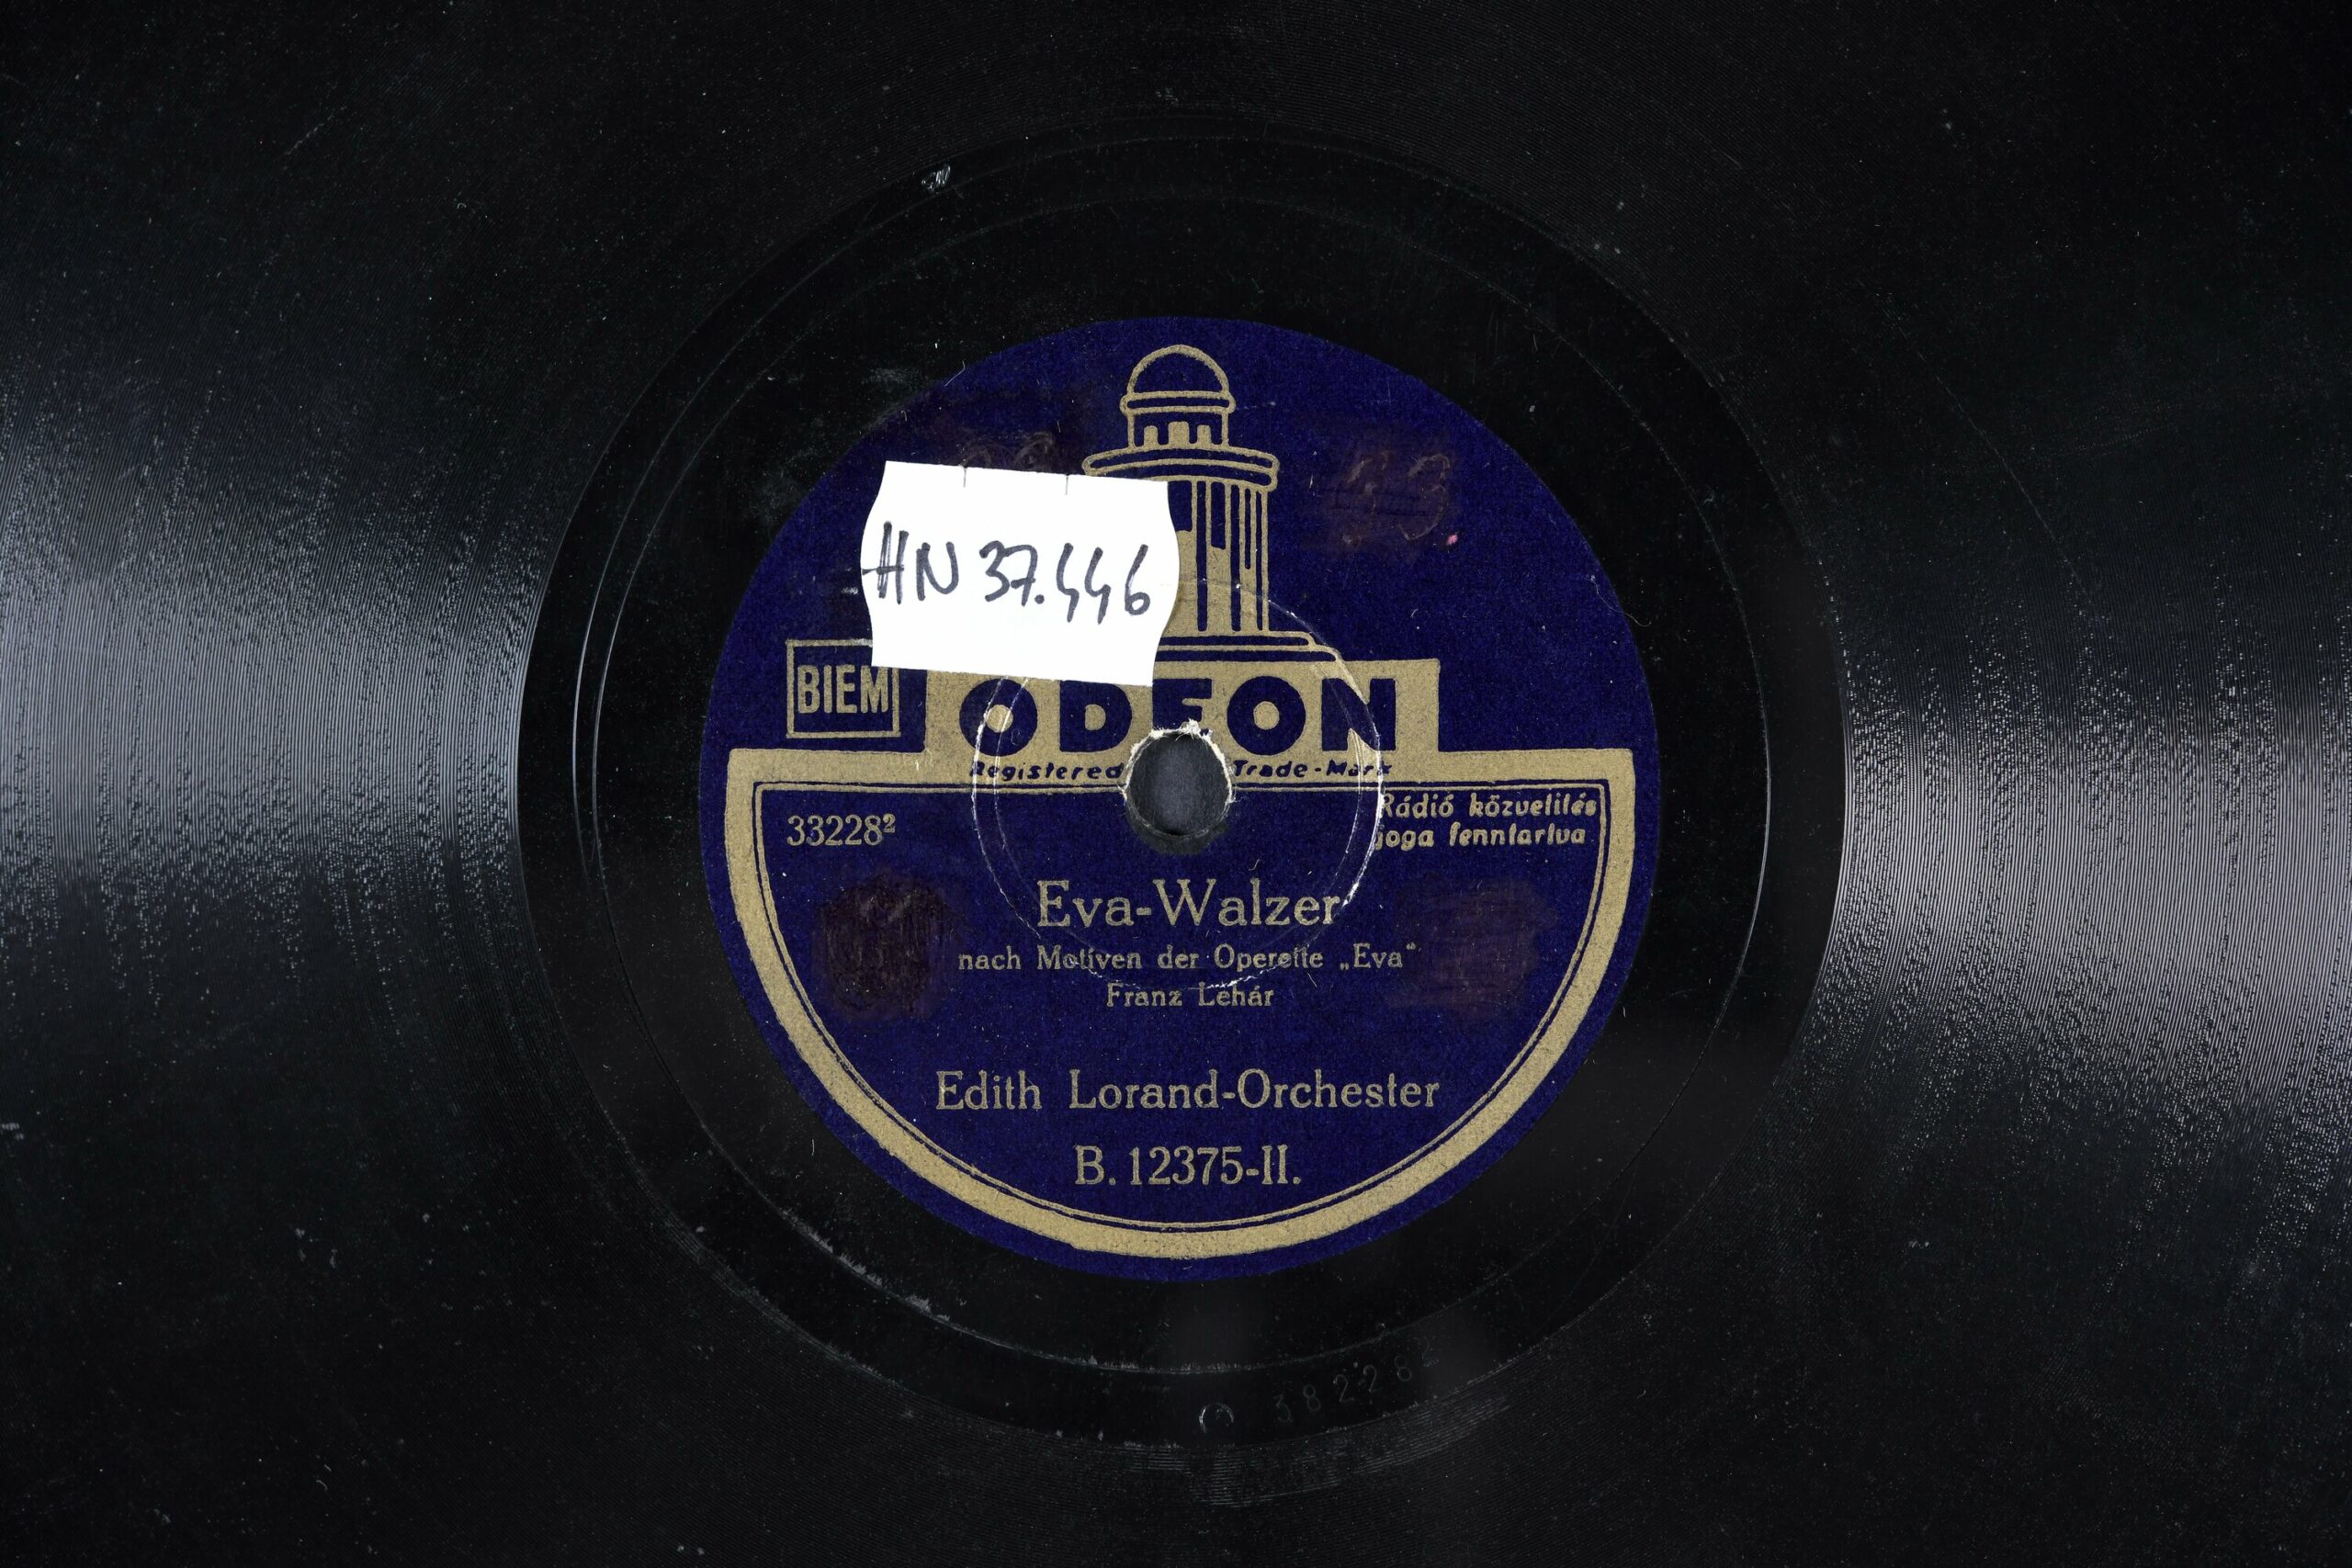 HN 37.446
BIEM
ODEON
Registered Trade-Mark
33228²
Rádió közvetités
joga fenntartva
Eva-Walzer
nach Motiven der Operette „Eva"
Franz Lehár
Edith Lorand-Orchester
B. 12375-II.